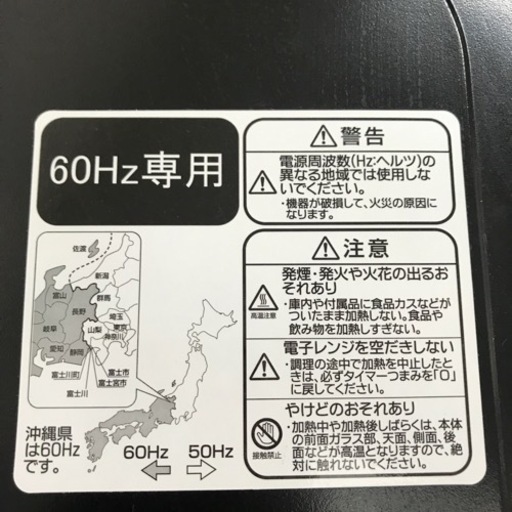 60Hz専用
警告
電源周波数(Hz:ヘルツ)の
異なる地域では使用しな
いでください。
・機器が破損して、火災の原因に
なります。
注意
発煙・発火や火花の出るお
それあり
高温注意
・庫内や付属品に食品カスなどが
ついたまま加熱しない。食品や
飲み物を加熱しすぎない。
電子レンジを空だきしない
・調理の途中で加熱を中止したと
きは、必ずタイマーつまみを「0」
に戻してください。
やけどのおそれあり
接触禁止
・加熱中や加熱後しばらくは、本体
の前面ガラス部、天面、側面、後
面などが高温となりますので、絶
対に触れないでください。
佐渡
新潟
富山
群馬
長野
埼玉
岐阜
山梨
東京
神奈川
愛知
静岡
富士川町
富士市
富士宮市
富士川
沖縄県
は60Hz
です。
60Hz
50Hz